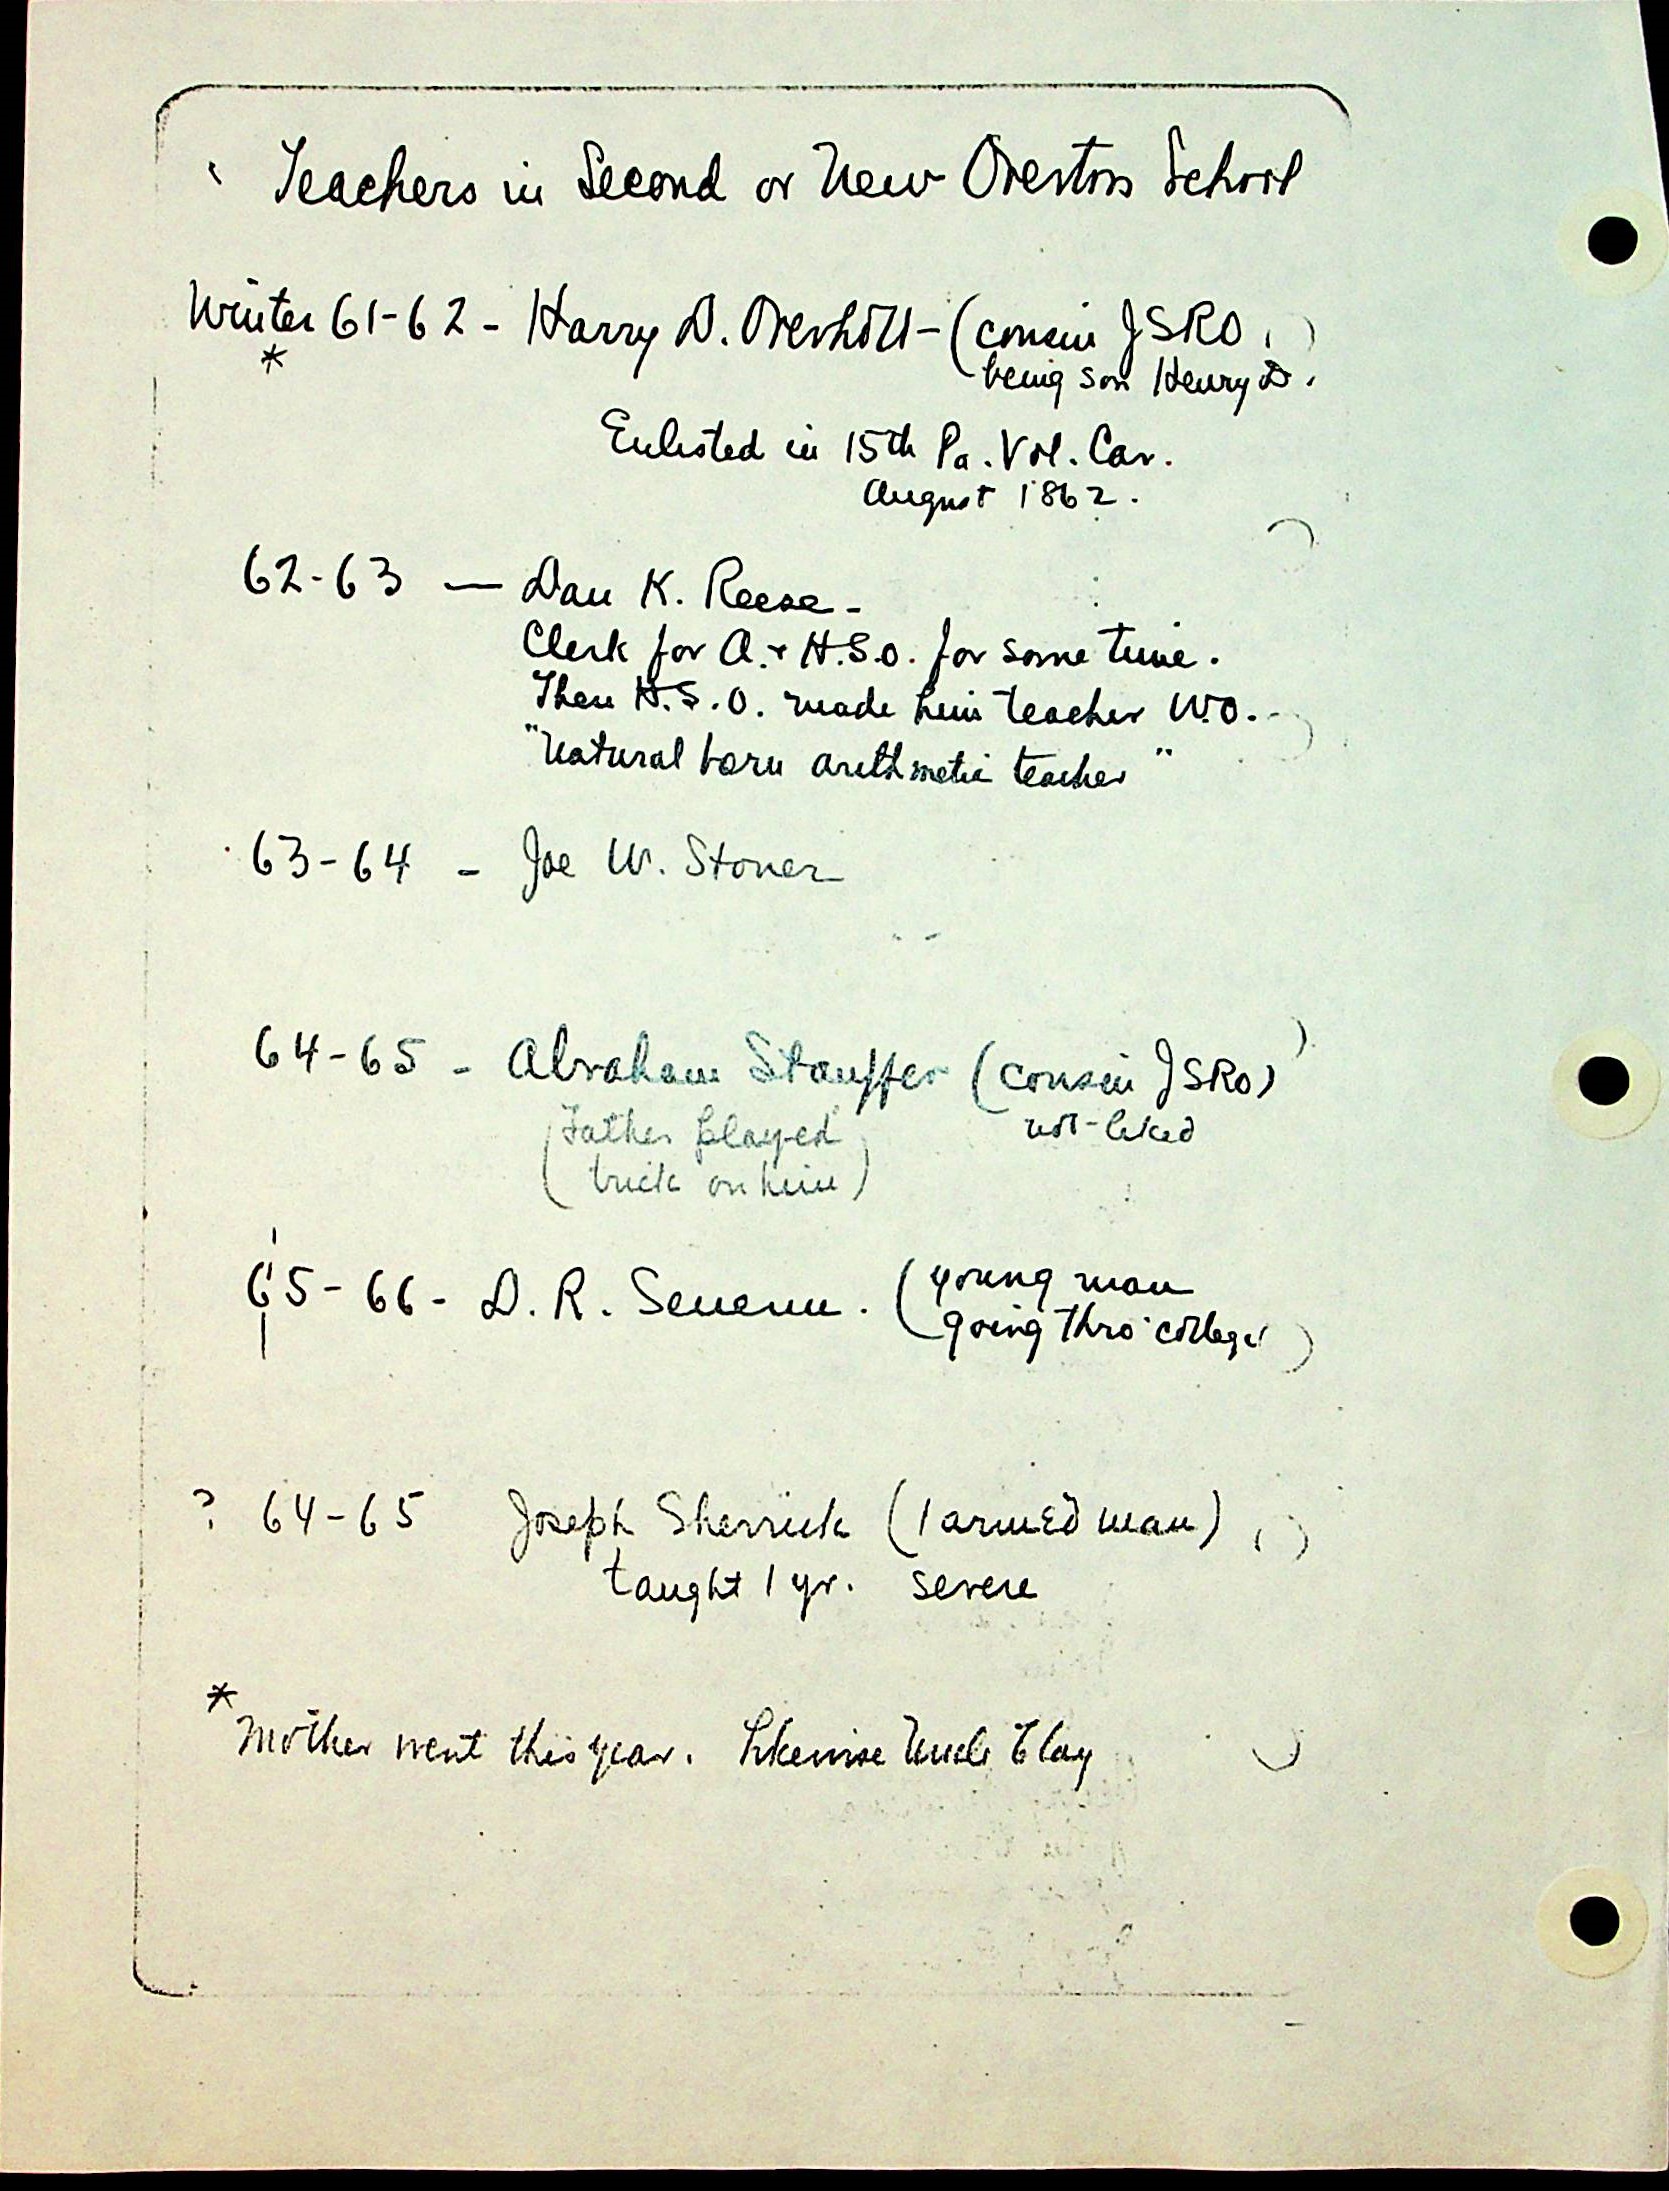 Teachers in Second or New Overton School
Winter 61-62 - Harry D. Overholt - (cousin JSRO,)
* being son Henry D.
Enlisted in 15th Pa. Vol. Cav.
August 1862.
62-63 — Dan K. Reese -
Clerk for A. + H.S.O. for some time.
Then H.S.O. made him teacher W.O. -
"Natural born arithmetic teacher"
63-64 - Joe W. Stoner
64-65 - Abraham Stauffer (cousin JSRO)
(Father played not-liked
trick on him)
65-66 - D. R. (young man
going thro' college)
? 64-65 Joseph Sherrick (1 armed man)
taught 1 yr. severe
*
Mother went this year. Likewise Uncle Clay